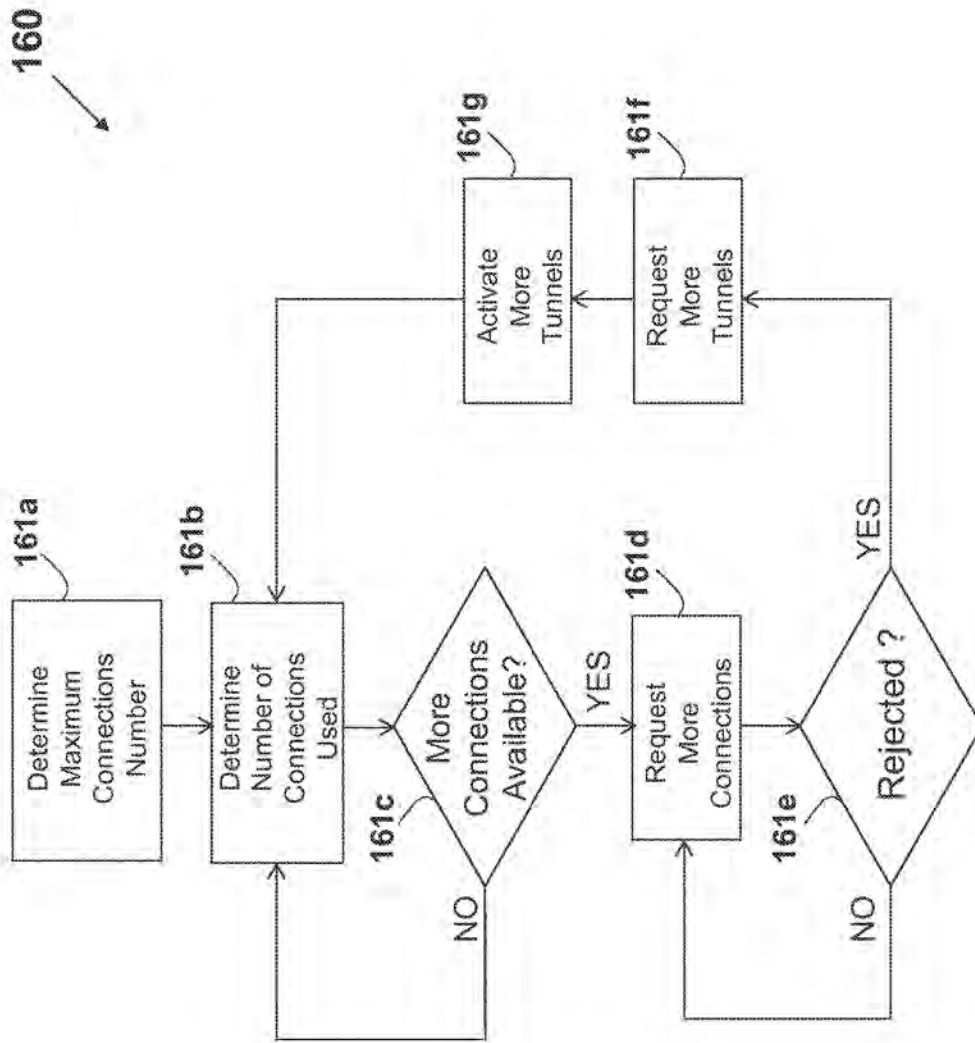 160
161a
Determine
Maximum
Connections
Number
161b
Determine
Number of
Connections
Used
161c
More
Connections
Available?
NO
YES
161d
Request
More
Connections
161e
Rejected ?
NO
YES
161f
Request
More
Tunnels
161g
Activate
More
Tunnels